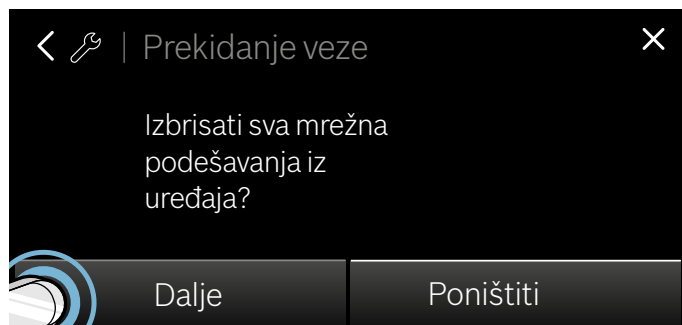 Prekidanje veze
Izbrisati sva mrežna
podešavanja iz
uređaja?
Dalje
Poništiti